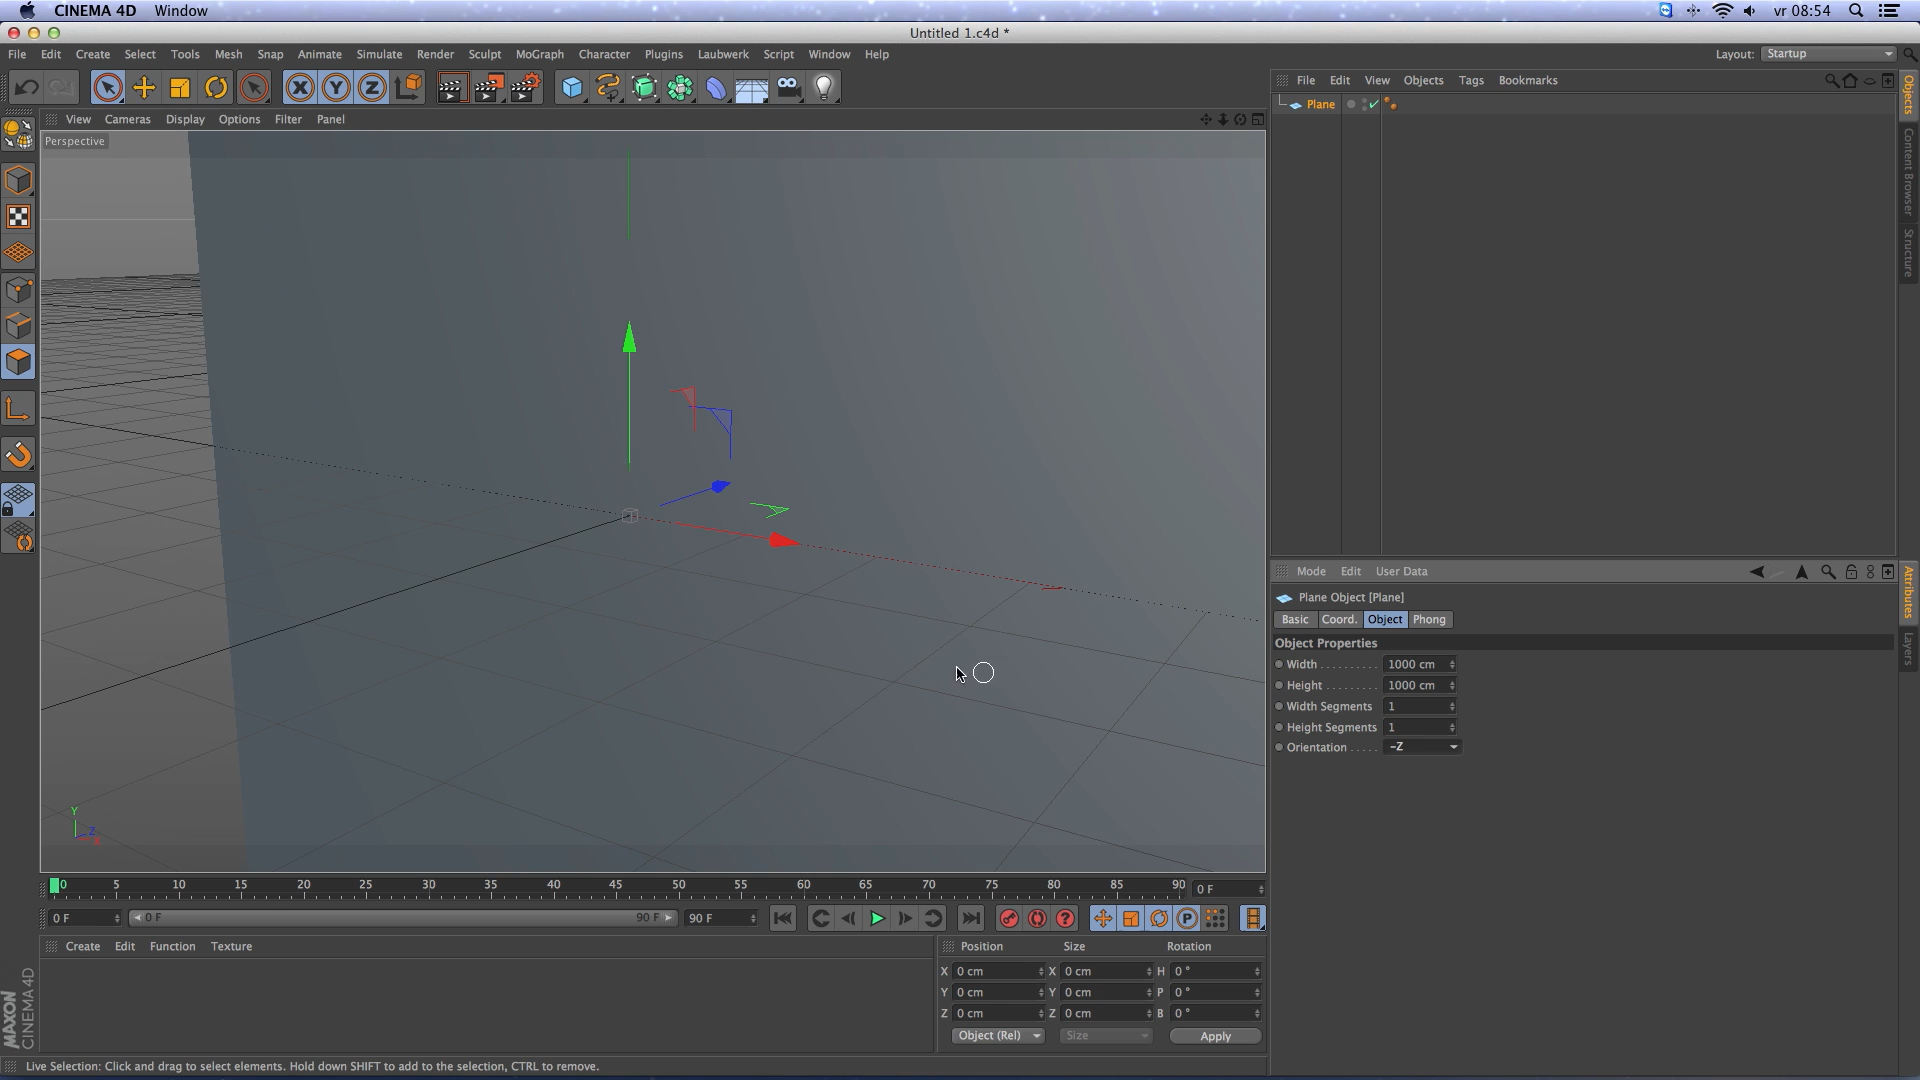 CINEMA 4D Window vr 08:54
Untitled 1.c4d *
File Edit Create Select Tools Mesh Snap Animate Simulate Render Sculpt MoGraph Character Plugins Laubwerk Script Window Help Layout: Startup
X Y Z
File Edit View Objects Tags Bookmarks
Objects
Content Browser
Structure
Plane
View Cameras Display Options Filter Panel
Perspective
Y
Z
X
Mode Edit User Data
Attributes
Layers
Plane Object [Plane]
Basic Coord. Object Phong
Object Properties
Width . . . . . . . . . . 1000 cm
Height . . . . . . . . . 1000 cm
Width Segments 1
Height Segments 1
Orientation . . . . . -Z
0 5 10 15 20 25 30 35 40 45 50 55 60 65 70 75 80 85 90 0 F
0 F 0 F 90 F 90 F ? P
Create Edit Function Texture
Position Size Rotation
X 0 cm X 0 cm H 0 °
Y 0 cm Y 0 cm P 0 °
Z 0 cm Z 0 cm B 0 °
Object (Rel) Size Apply
MAXON
CINEMA 4D
Live Selection: Click and drag to select elements. Hold down SHIFT to add to the selection, CTRL to remove.